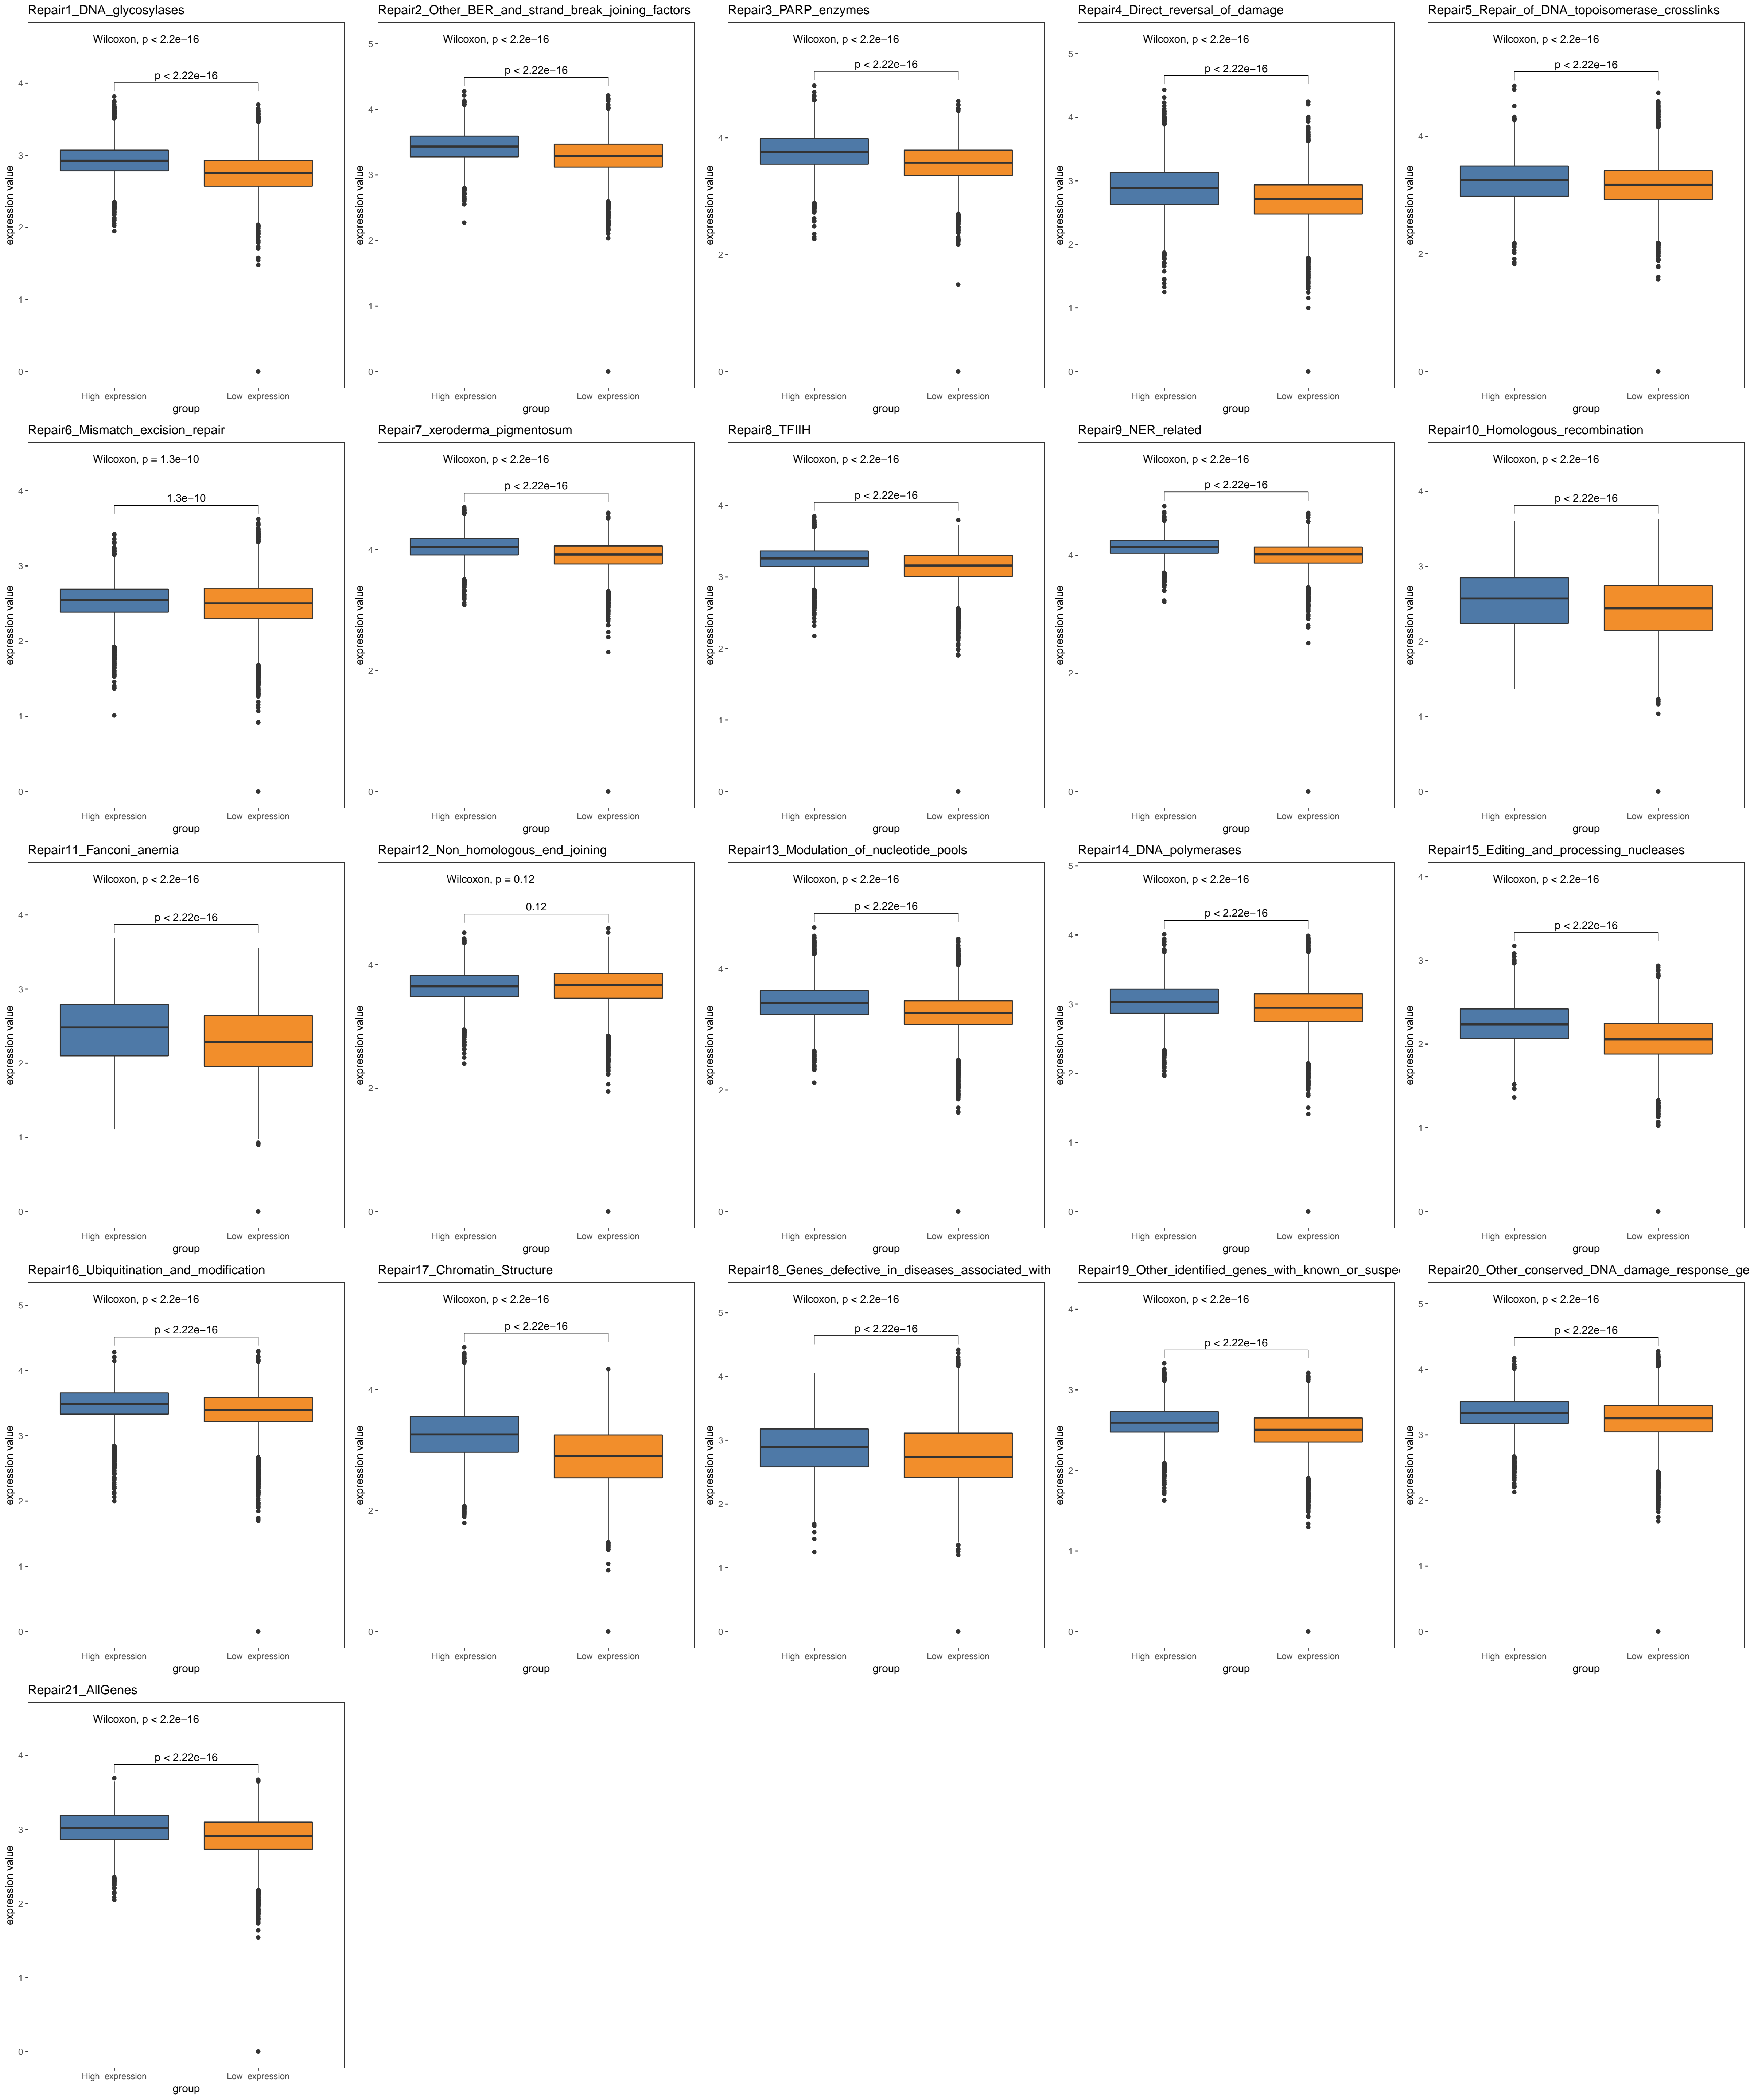 Repair1_DNA_glycosylases
Wilcoxon, p < 2.2e−16
p < 2.22e−16
4
3
2
1
0
expression value
High_expression Low_expression
group
Repair2_Other_BER_and_strand_break_joining_factors
Wilcoxon, p < 2.2e−16
p < 2.22e−16
5
4
3
2
1
0
expression value
High_expression Low_expression
group
Repair3_PARP_enzymes
Wilcoxon, p < 2.2e−16
p < 2.22e−16
4
2
0
expression value
High_expression Low_expression
group
Repair4_Direct_reversal_of_damage
Wilcoxon, p < 2.2e−16
p < 2.22e−16
5
4
3
2
1
0
expression value
High_expression Low_expression
group
Repair5_Repair_of_DNA_topoisomerase_crosslinks
Wilcoxon, p < 2.2e−16
p < 2.22e−16
4
2
0
expression value
High_expression Low_expression
group
Repair6_Mismatch_excision_repair
Wilcoxon, p = 1.3e−10
1.3e−10
4
3
2
1
0
expression value
High_expression Low_expression
group
Repair7_xeroderma_pigmentosum
Wilcoxon, p < 2.2e−16
p < 2.22e−16
4
2
0
expression value
High_expression Low_expression
group
Repair8_TFIIH
Wilcoxon, p < 2.2e−16
p < 2.22e−16
4
3
2
1
0
expression value
High_expression Low_expression
group
Repair9_NER_related
Wilcoxon, p < 2.2e−16
p < 2.22e−16
4
2
0
expression value
High_expression Low_expression
group
Repair10_Homologous_recombination
Wilcoxon, p < 2.2e−16
p < 2.22e−16
4
3
2
1
0
expression value
High_expression Low_expression
group
Repair11_Fanconi_anemia
Wilcoxon, p < 2.2e−16
p < 2.22e−16
4
3
2
1
0
expression value
High_expression Low_expression
group
Repair12_Non_homologous_end_joining
Wilcoxon, p = 0.12
0.12
4
2
0
expression value
High_expression Low_expression
group
Repair13_Modulation_of_nucleotide_pools
Wilcoxon, p < 2.2e−16
p < 2.22e−16
4
2
0
expression value
High_expression Low_expression
group
Repair14_DNA_polymerases
Wilcoxon, p < 2.2e−16
p < 2.22e−16
5
4
3
2
1
0
expression value
High_expression Low_expression
group
Repair15_Editing_and_processing_nucleases
Wilcoxon, p < 2.2e−16
p < 2.22e−16
4
3
2
1
0
expression value
High_expression Low_expression
group
Repair16_Ubiquitination_and_modification
Wilcoxon, p < 2.2e−16
p < 2.22e−16
5
4
3
2
1
0
expression value
High_expression Low_expression
group
Repair17_Chromatin_Structure
Wilcoxon, p < 2.2e−16
p < 2.22e−16
4
2
0
expression value
High_expression Low_expression
group
Repair18_Genes_defective_in_diseases_associated_with
Wilcoxon, p < 2.2e−16
p < 2.22e−16
5
4
3
2
1
0
expression value
High_expression Low_expression
group
Repair19_Other_identified_genes_with_known_or_suspe
Wilcoxon, p < 2.2e−16
p < 2.22e−16
4
3
2
1
0
expression value
High_expression Low_expression
group
Repair20_Other_conserved_DNA_damage_response_ge
Wilcoxon, p < 2.2e−16
p < 2.22e−16
5
4
3
2
1
0
expression value
High_expression Low_expression
group
Repair21_AllGenes
Wilcoxon, p < 2.2e−16
p < 2.22e−16
4
3
2
1
0
expression value
High_expression Low_expression
group